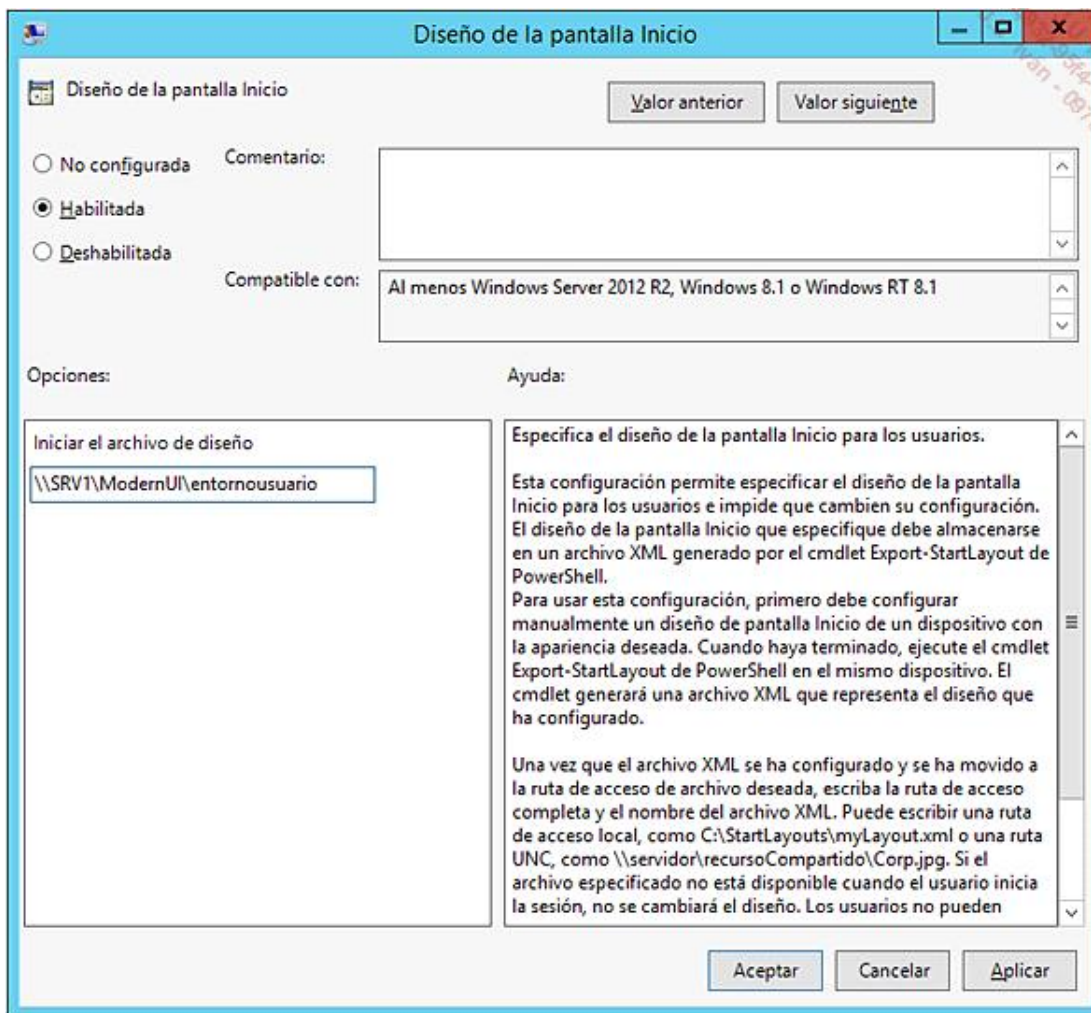 Diseño de la pantalla Inicio
Diseño de la pantalla Inicio
Valor anterior
Valor siguiente
No configurada
Comentario:
Habilitada
Deshabilitada
Compatible con:
Al menos Windows Server 2012 R2, Windows 8.1 o Windows RT 8.1
Opciones:
Ayuda:
Iniciar el archivo de diseño
\\SRV1\ModernUI\entornousuario
Especifica el diseño de la pantalla Inicio para los usuarios.
Esta configuración permite especificar el diseño de la pantalla
Inicio para los usuarios e impide que cambien su configuración.
El diseño de la pantalla Inicio que especifique debe almacenarse
en un archivo XML generado por el cmdlet Export-StartLayout de
PowerShell.
Para usar esta configuración, primero debe configurar
manualmente un diseño de pantalla Inicio de un dispositivo con
la apariencia deseada. Cuando haya terminado, ejecute el cmdlet
Export-StartLayout de PowerShell en el mismo dispositivo. El
cmdlet generará una archivo XML que representa el diseño que
ha configurado.
Una vez que el archivo XML se ha configurado y se ha movido a
la ruta de acceso de archivo deseada, escriba la ruta de acceso
completa y el nombre del archivo XML. Puede escribir una ruta
de acceso local, como C:\StartLayouts\myLayout.xml o una ruta
UNC, como \\servidor\recursoCompartido\Corp.jpg. Si el
archivo especificado no está disponible cuando el usuario inicia
la sesión, no se cambiará el diseño. Los usuarios no pueden
Aceptar
Cancelar
Aplicar